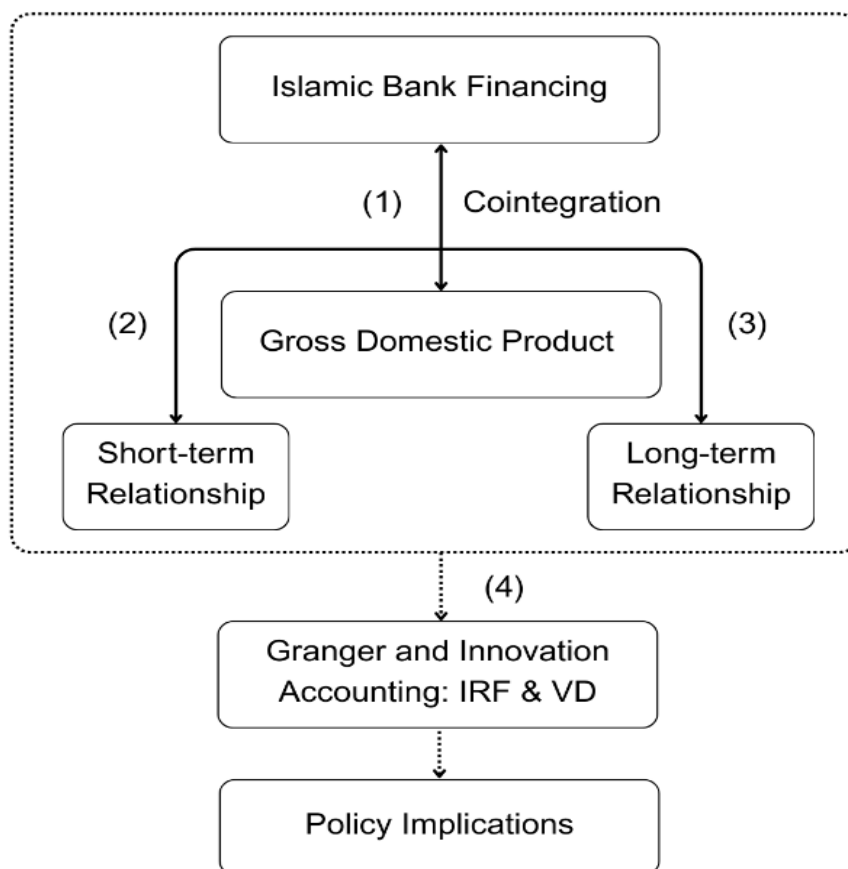 Islamic Bank Financing
(1) Cointegration
(2)
Gross Domestic Product
(3)
Short-term
Relationship
Long-term
Relationship
(4)
Granger and Innovation
Accounting: IRF & VD
Policy Implications